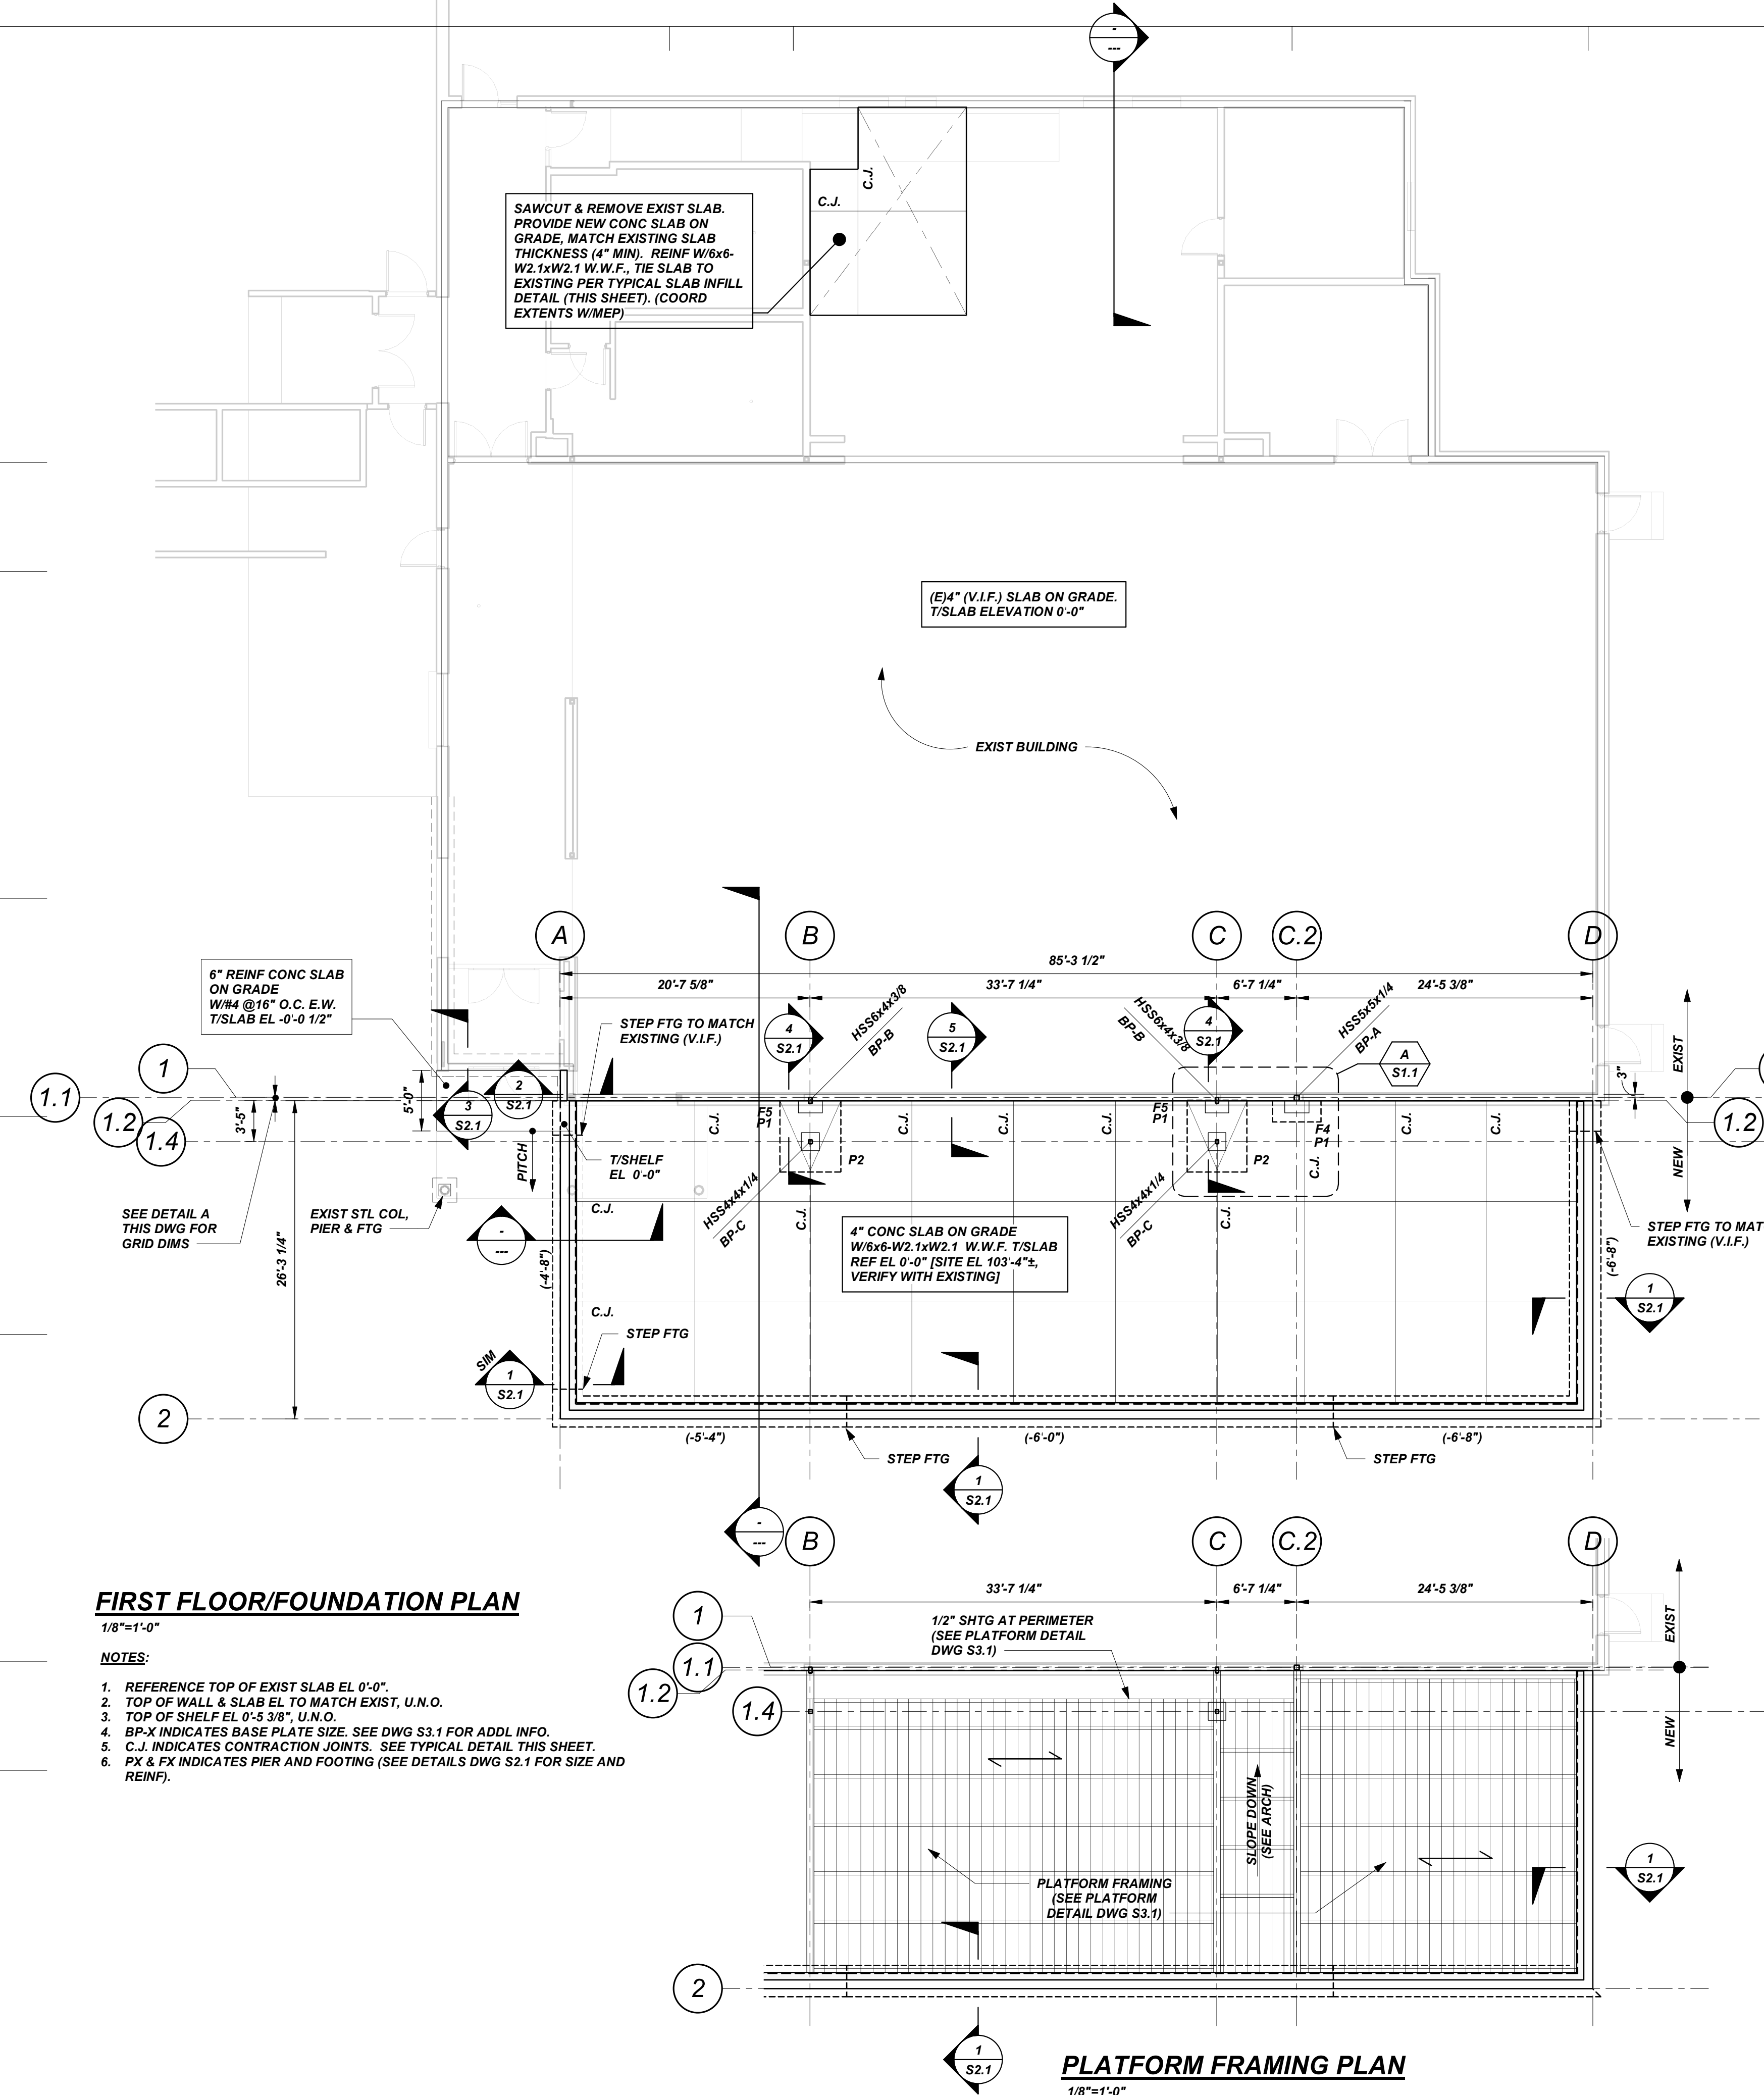 -
---
C.J.
C.J.
SAWCUT & REMOVE EXIST SLAB.
PROVIDE NEW CONC SLAB ON
GRADE, MATCH EXISTING SLAB
THICKNESS (4" MIN).  REINF W/6x6-
W2.1xW2.1 W.W.F., TIE SLAB TO
EXISTING PER TYPICAL SLAB INFILL
DETAIL (THIS SHEET). (COORD
EXTENTS W/MEP)
(E)4" (V.I.F.) SLAB ON GRADE.
T/SLAB ELEVATION 0'-0"
EXIST BUILDING
A
B
C
C.2
D
85'-3 1/2"
20'-7 5/8"
33'-7 1/4"
6'-7 1/4"
24'-5 3/8"
6" REINF CONC SLAB
ON GRADE
W/#4 @16" O.C. E.W.
T/SLAB EL -0'-0 1/2"
STEP FTG TO MATCH
EXISTING (V.I.F.)
4
S2.1
HSS6x4x3/8
BP-B
5
S2.1
HSS6x4x3/8
BP-B
4
S2.1
HSS5x5x1/4
BP-A
A
S1.1
EXIST
3"
1
1.1
1.2
1.4
1.2
3'-5"
5'-0"
2
S2.1
3
S2.1
C.J.
F5
P1
C.J.
C.J.
C.J.
F5
P1
F4
P1
C.J.
C.J.
C.J.
NEW
PITCH
T/SHELF
EL  0'-0"
P2
P2
HSS4x4x1/4
BP-C
HSS4x4x1/4
BP-C
SEE DETAIL A
THIS DWG FOR
GRID DIMS
EXIST STL COL,
PIER & FTG
C.J.
C.J.
C.J.
-
---
STEP FTG TO MAT
EXISTING (V.I.F.)
4" CONC SLAB ON GRADE
W/6x6-W2.1xW2.1  W.W.F. T/SLAB
REF EL 0'-0" [SITE EL 103'-4"±,
VERIFY WITH EXISTING]
26'-3 1/4"
(-4'-8")
(-6'-8")
C.J.
STEP FTG
1
S2.1
SIM
1
S2.1
2
(-5'-4")
(-6'-0")
(-6'-8")
STEP FTG
STEP FTG
1
S2.1
-
---
B
C
C.2
D
FIRST FLOOR/FOUNDATION PLAN
1/8"=1'-0"
NOTES:
1.  REFERENCE TOP OF EXIST SLAB EL 0'-0".
2.  TOP OF WALL & SLAB EL TO MATCH EXIST, U.N.O.
3.  TOP OF SHELF EL 0'-5 3/8", U.N.O.
4.  BP-X INDICATES BASE PLATE SIZE. SEE DWG S3.1 FOR ADDL INFO.
5.  C.J. INDICATES CONTRACTION JOINTS.  SEE TYPICAL DETAIL THIS SHEET.
6.  PX & FX INDICATES PIER AND FOOTING (SEE DETAILS DWG S2.1 FOR SIZE AND
REINF).
33'-7 1/4"
6'-7 1/4"
24'-5 3/8"
1/2" SHTG AT PERIMETER
(SEE PLATFORM DETAIL
DWG S3.1)
EXIST
1
1.1
1.2
1.4
NEW
SLOPE DOWN
(SEE ARCH)
PLATFORM FRAMING
(SEE PLATFORM
DETAIL DWG S3.1)
1
S2.1
2
1
S2.1
PLATFORM FRAMING PLAN
1/8"=1'-0"